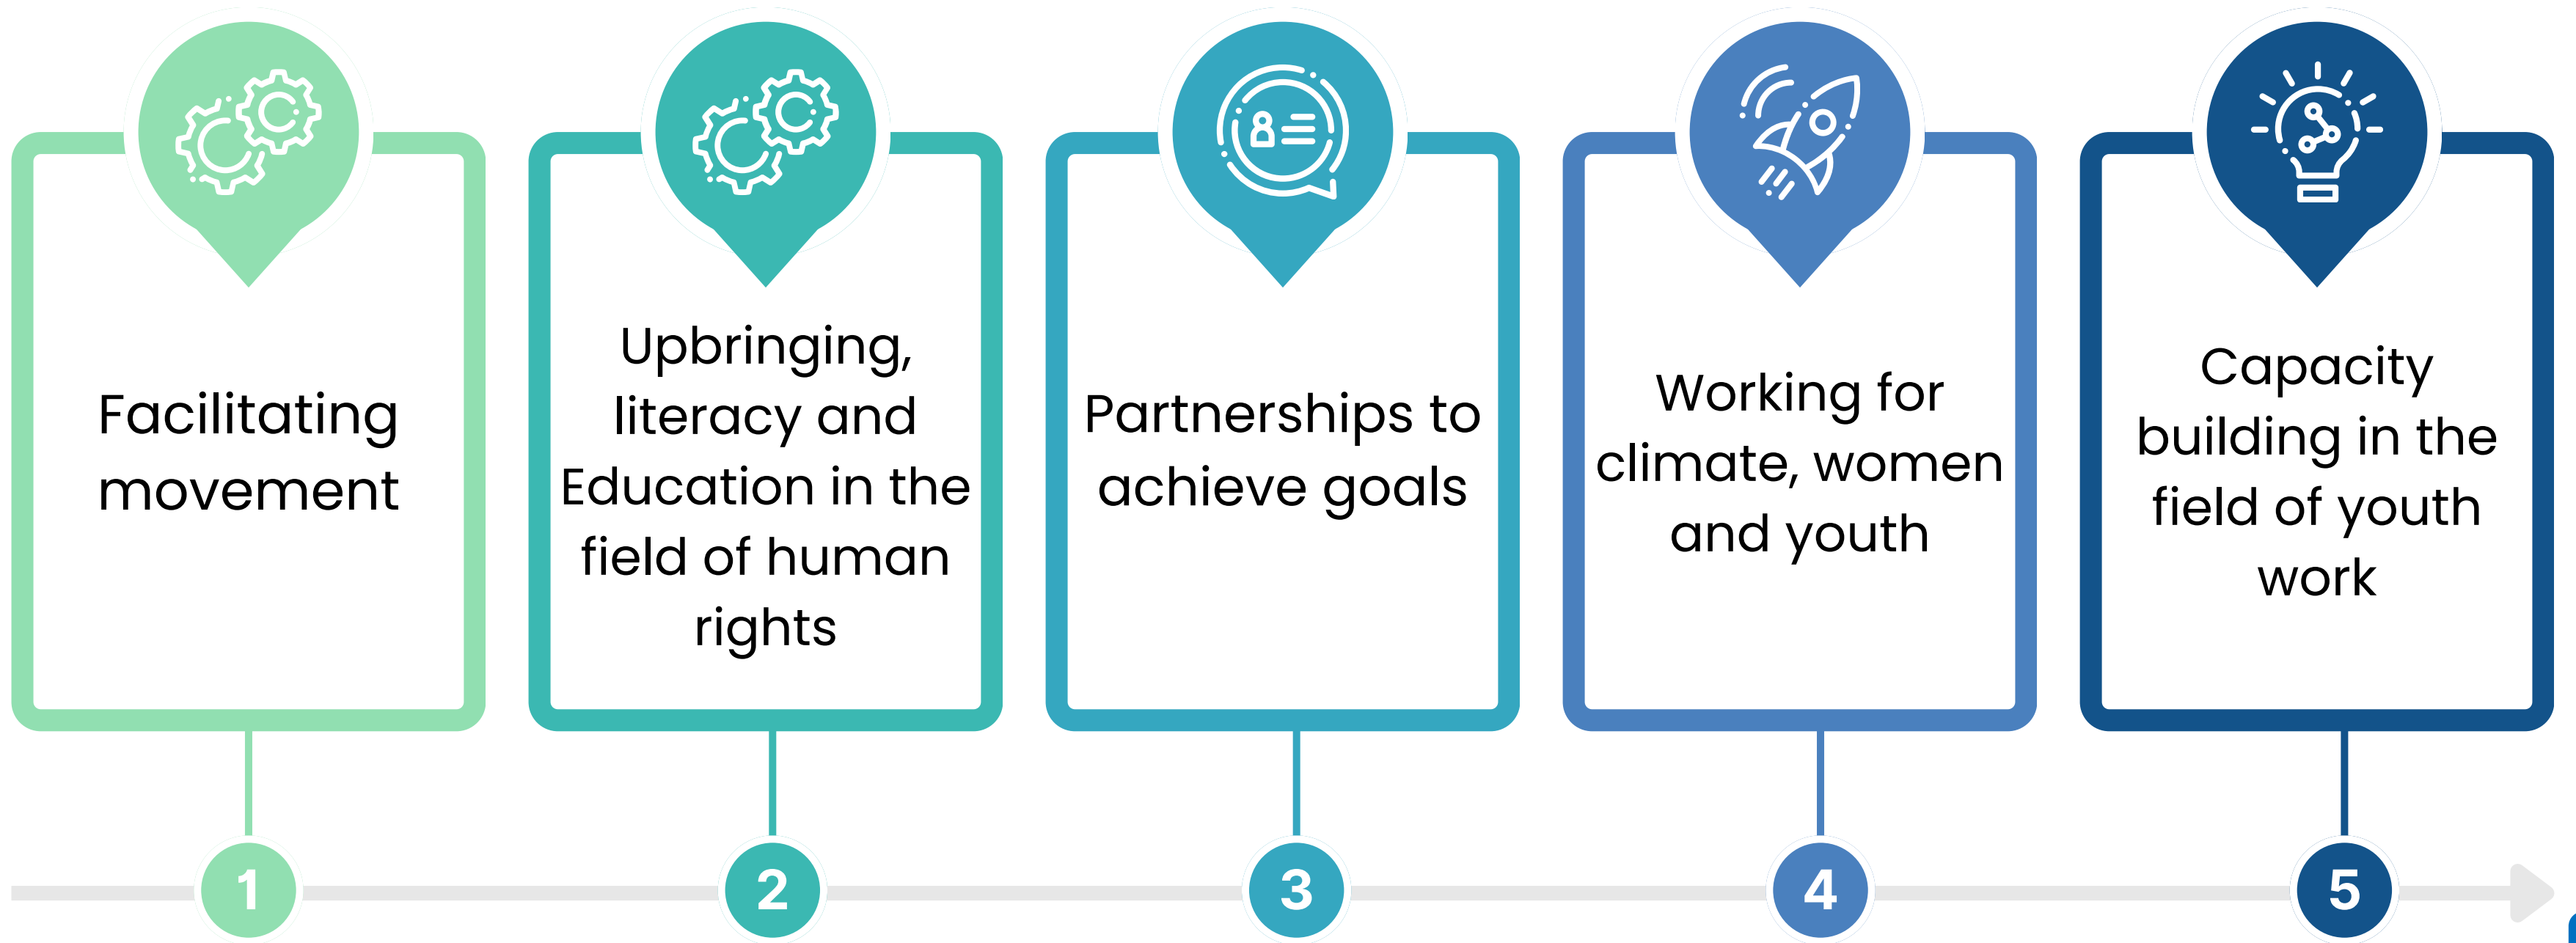 Facilitating
movement
Upbringing,
literacy and
Education in the
field of human
rights
Partnerships to
achieve goals
Working for
climate, women
and youth
Capacity
building in the
field of youth
work
1
2
3
4
5